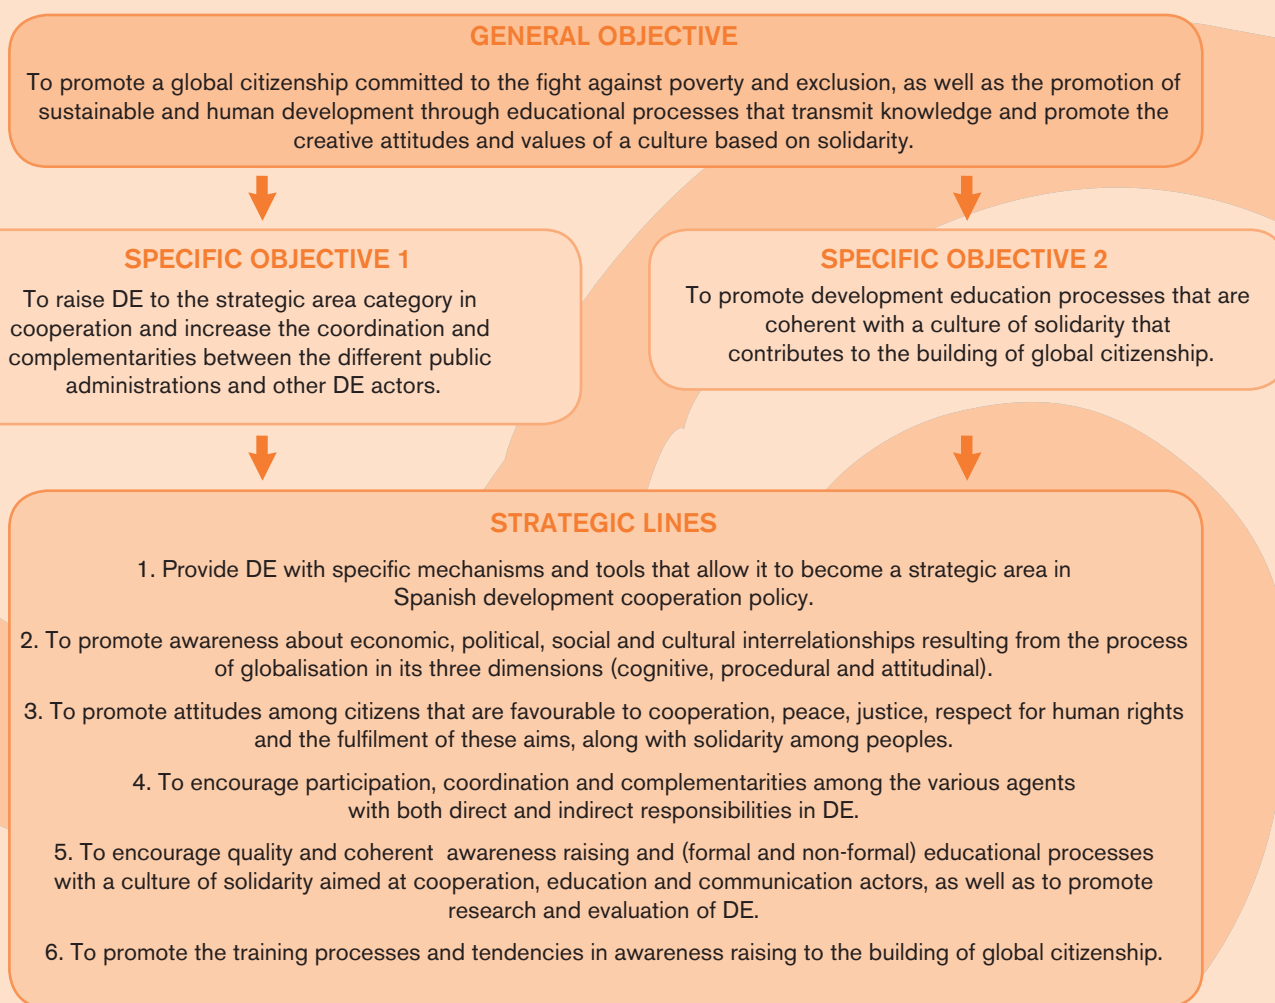 GENERAL OBJECTIVE
To promote a global citizenship committed to the fight against poverty and exclusion, as well as the promotion of
sustainable and human development through educational processes that transmit knowledge and promote the
creative attitudes and values of a culture based on solidarity.
SPECIFIC OBJECTIVE 1
To raise DE to the strategic area category in
cooperation and increase the coordination and
complementarities between the different public
administrations and other DE actors.
SPECIFIC OBJECTIVE 2
To promote development education processes that are
coherent with a culture of solidarity that
contributes to the building of global citizenship.
STRATEGIC LINES
1. Provide DE with specific mechanisms and tools that allow it to become a strategic area in
Spanish development cooperation policy.
2. To promote awareness about economic, political, social and cultural interrelationships resulting from the process
of globalisation in its three dimensions (cognitive, procedural and attitudinal).
3. To promote attitudes among citizens that are favourable to cooperation, peace, justice, respect for human rights
and the fulfilment of these aims, along with solidarity among peoples.
4. To encourage participation, coordination and complementarities among the various agents
with both direct and indirect responsibilities in DE.
5. To encourage quality and coherent awareness raising and (formal and non-formal) educational processes
with a culture of solidarity aimed at cooperation, education and communication actors, as well as to promote
research and evaluation of DE.
6. To promote the training processes and tendencies in awareness raising to the building of global citizenship.